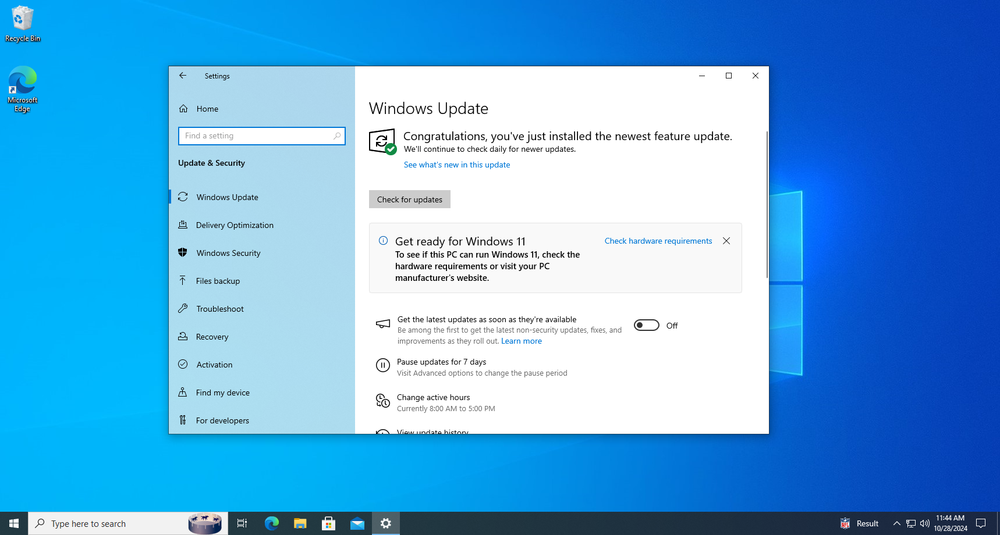 Recycle Bin
Microsoft
Edge
Settings
Home
Find a setting
Update & Security
Windows Update
Delivery Optimization
Windows Security
Files backup
Troubleshoot
Recovery
Activation
Find my device
For developers
Windows Update
Congratulations, you've just installed the newest feature update.
We'll continue to check daily for newer updates.
See what's new in this update
Check for updates
Get ready for Windows 11
Check hardware requirements
To see if this PC can run Windows 11, check the
hardware requirements or visit your PC
manufacturer's website.
Get the latest updates as soon as they're available
Be among the first to get the latest non-security updates, fixes, and
improvements as they roll out. Learn more
Off
Pause updates for 7 days
Visit Advanced options to change the pause period
Change active hours
Currently 8:00 AM to 5:00 PM
View update history
Type here to search
Result
11:44 AM
10/28/2024